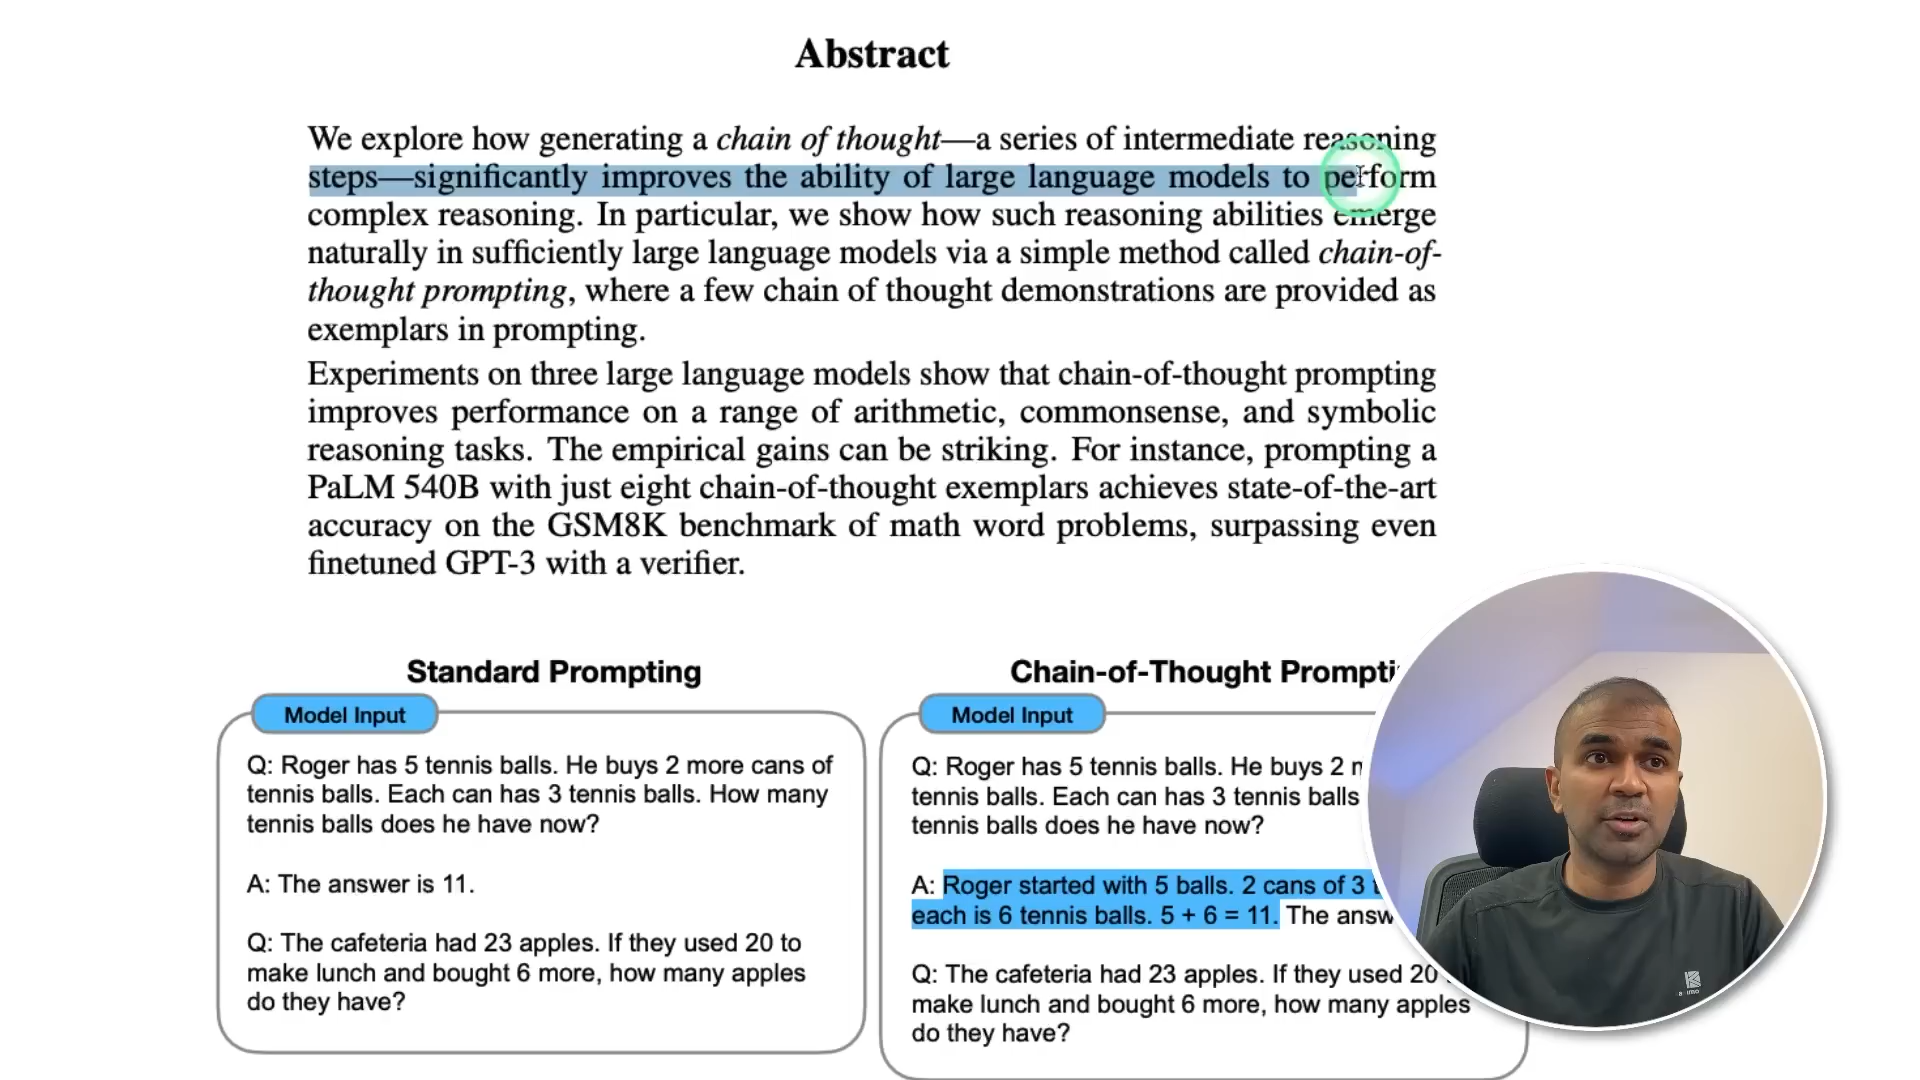 Abstract
We explore how generating a chain of thought—a series of intermediate reasoning
steps—significantly improves the ability of large language models to perform
complex reasoning. In particular, we show how such reasoning abilities emerge
naturally in sufficiently large language models via a simple method called chain-of-
thought prompting, where a few chain of thought demonstrations are provided as
exemplars in prompting.
Experiments on three large language models show that chain-of-thought prompting
improves performance on a range of arithmetic, commonsense, and symbolic
reasoning tasks. The empirical gains can be striking. For instance, prompting a
PaLM 540B with just eight chain-of-thought exemplars achieves state-of-the-art
accuracy on the GSM8K benchmark of math word problems, surpassing even
finetuned GPT-3 with a verifier.
Standard Prompting
Model Input
Q: Roger has 5 tennis balls. He buys 2 more cans of
tennis balls. Each can has 3 tennis balls. How many
tennis balls does he have now?
A: The answer is 11.
Q: The cafeteria had 23 apples. If they used 20 to
make lunch and bought 6 more, how many apples
do they have?
Chain-of-Thought
Model Input
Q: Roger has 5 tennis balls. He buys 2
tennis balls. Each can has 3 tennis balls
tennis balls does he have now?
A: Roger started with 5 balls. 2 cans of 3
each is 6 tennis balls. 5 + 6 = 11. The
Q: The cafeteria had 23 apples. If they used 20
make lunch and bought 6 more, how many apples
do they have?